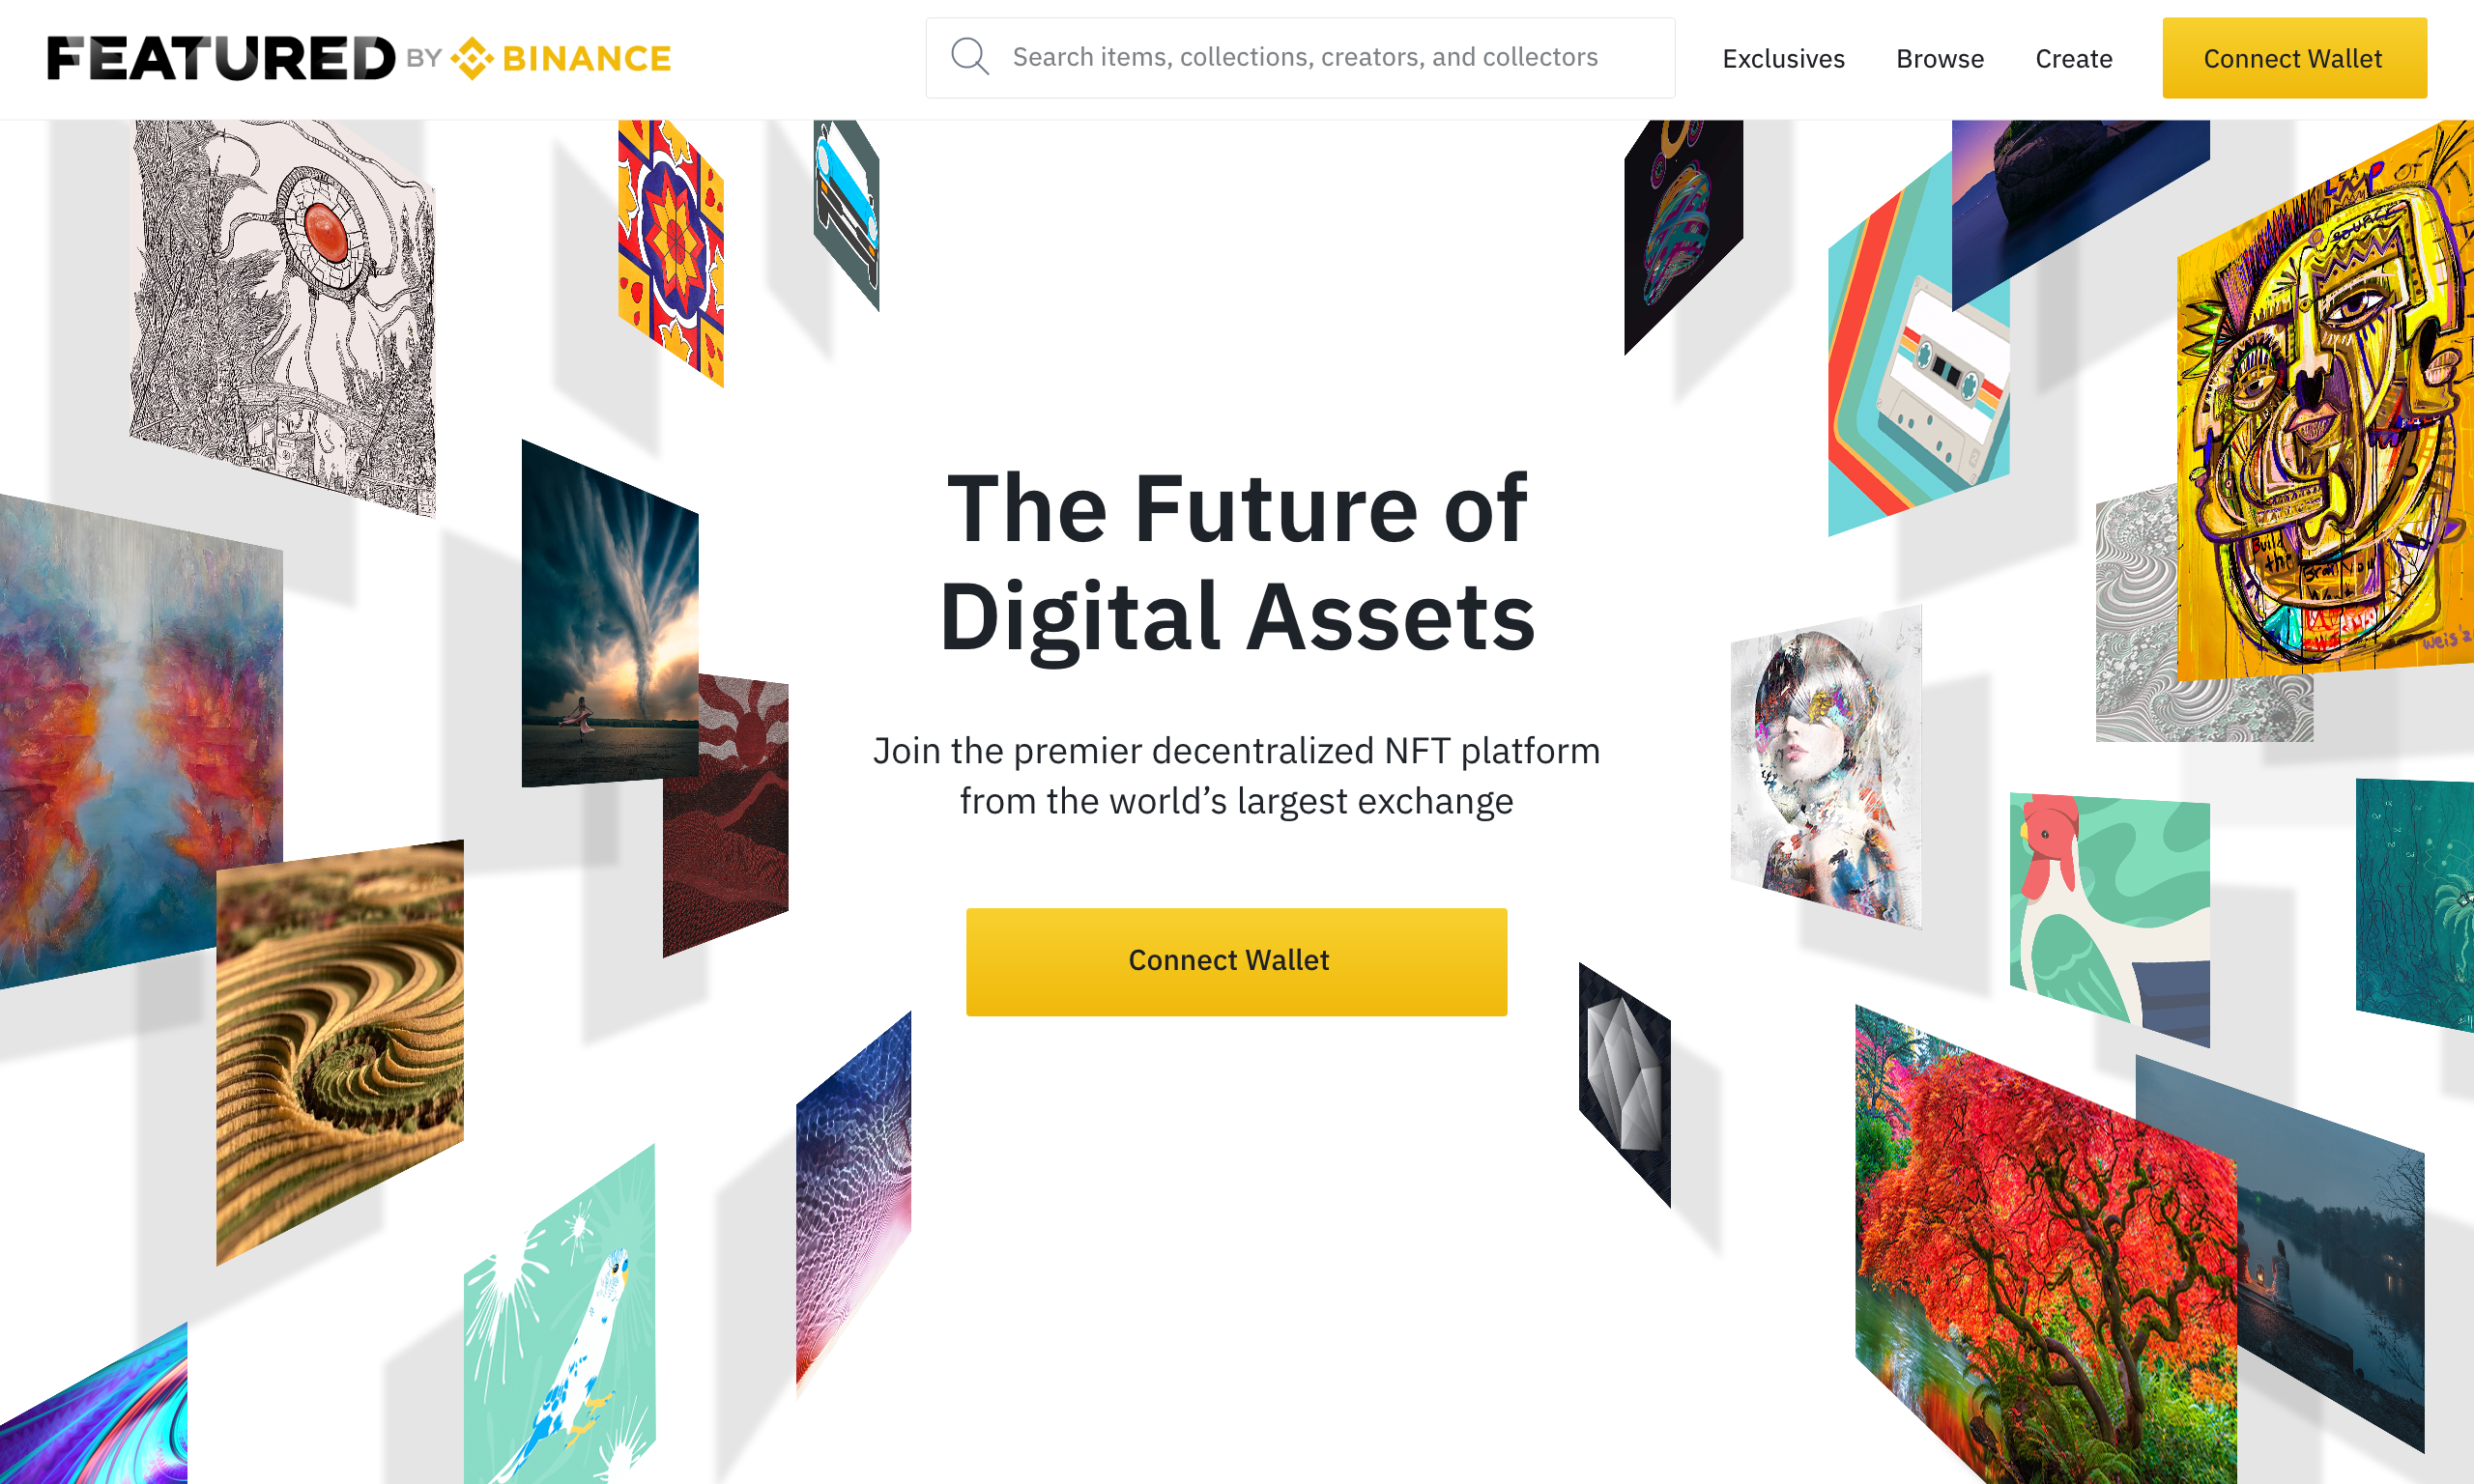 FEATURED BY BINANCE
Search items, collections, creators, and collectors
Exclusives
Browse
Create
Connect Wallet
The Future of
Digital Assets
Join the premier decentralized NFT platform
from the world’s largest exchange
Connect Wallet